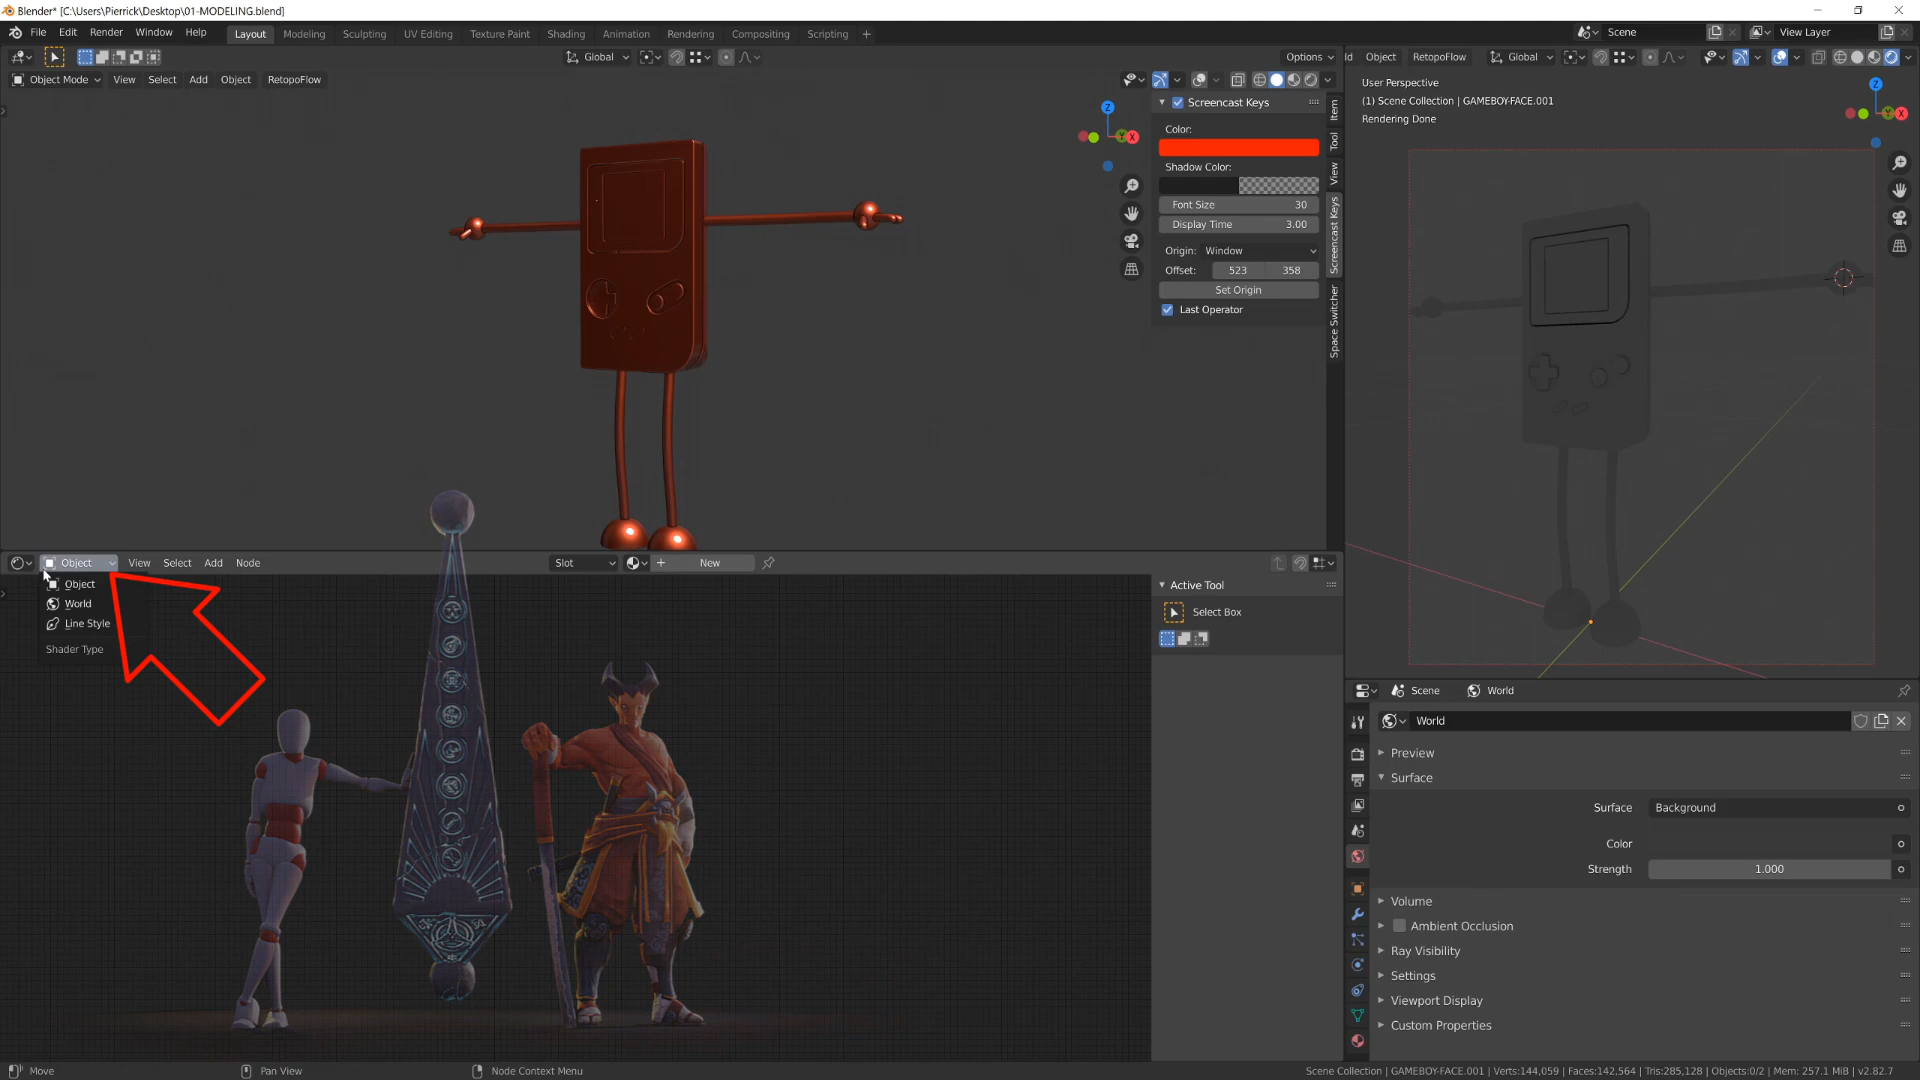 Blender* [C:\Users\Pierrick\Desktop\01-MODELING.blend]
File Edit Render Window Help Layout Modeling Sculpting UV Editing Texture Paint Shading Animation Rendering Compositing Scripting + Scene View Layer
Global Options Object RetopoFlow Global
Object Mode View Select Add Object RetopoFlow
User Perspective
(1) Scene Collection | GAMEBOY-FACE.001
Rendering Done
Z
Y
X
Z
Y
X
Screencast Keys
Color:
Shadow Color:
Font Size 30
Display Time 3.00
Origin: Window
Offset: 523 358
Set Origin
Last Operator
Item
Tool
View
Screencast Keys
Space Switcher
Object View Select Add Node Slot + New
Object
World
Line Style
Shader Type
Active Tool
Select Box
Scene World
World
Preview
Surface
Surface Background
Color
Strength 1.000
Volume
Ambient Occlusion
Ray Visibility
Settings
Viewport Display
Custom Properties
Move Pan View Node Context Menu Scene Collection | GAMEBOY-FACE.001 | Verts:144,059 | Faces:142,564 | Tris:285,128 | Objects:0/2 | Mem: 257.1 MiB | v2.82.7